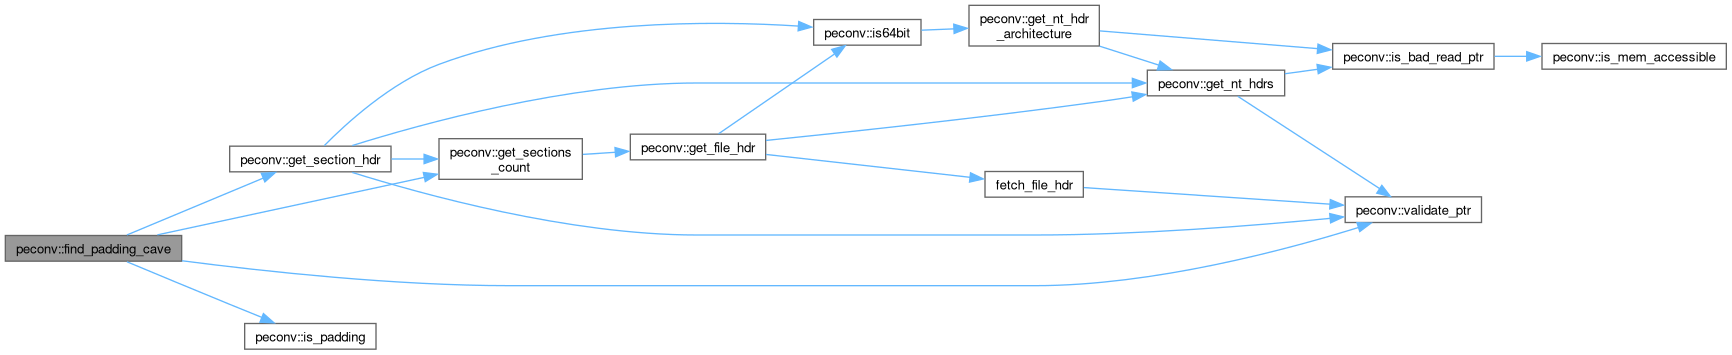 peconv::find_padding_cave
peconv::get_section_hdr
peconv::is_padding
peconv::get_sections
_count
peconv::get_file_hdr
peconv::is64bit
fetch_file_hdr
peconv::get_nt_hdr
_architecture
peconv::get_nt_hdrs
peconv::is_bad_read_ptr
peconv::validate_ptr
peconv::is_mem_accessible